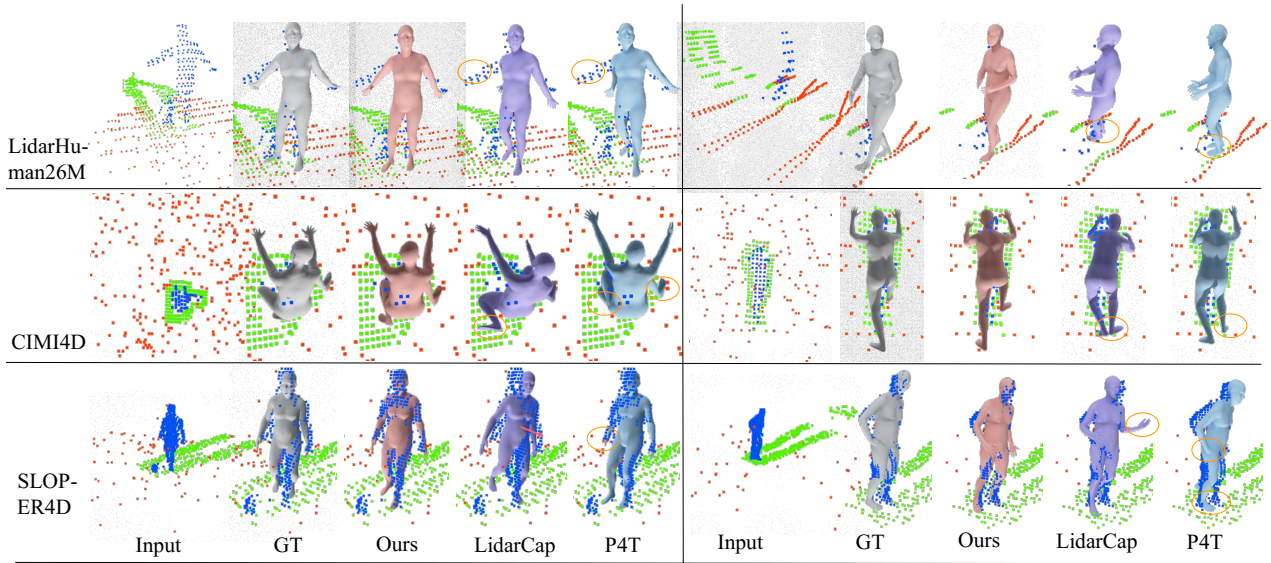 LidarHu-
man26M
CIMI4D
SLOP-
ER4D
Input GT Ours LidarCap P4T Input GT Ours LidarCap P4T